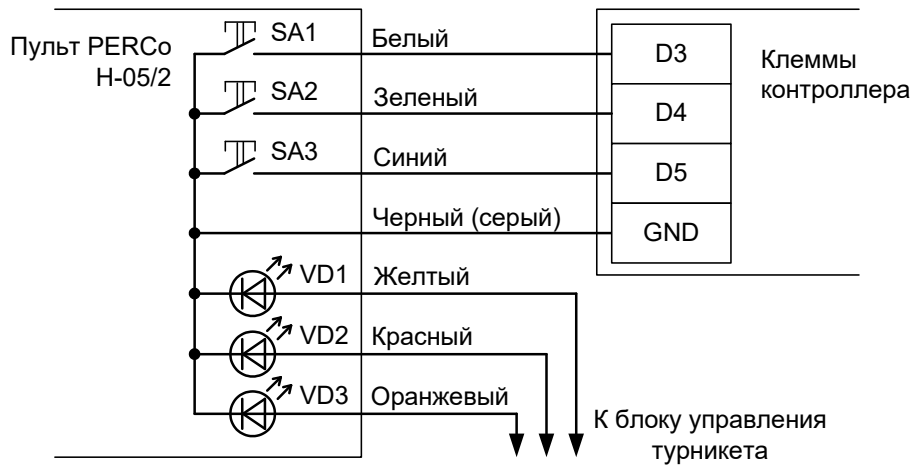 Пульт PERCo
Н-05/2
SA1
Белый
D3
Клеммы
контроллера
SA2
Зеленый
D4
SA3
Синий
D5
Черный (серый)
GND
VD1
Желтый
VD2
Красный
VD3
Оранжевый
К блоку управления
турникета